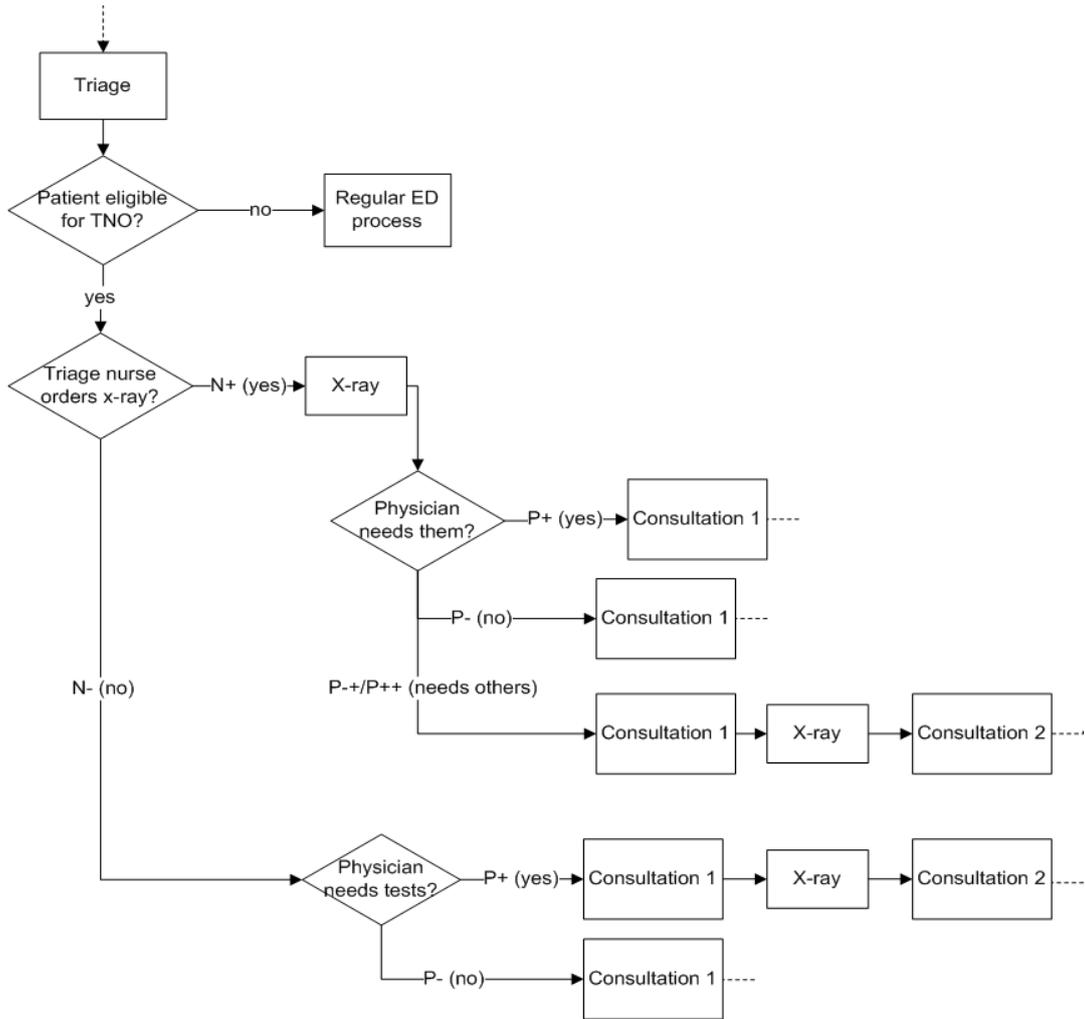 Triage
Patient eligible
for TNO?
no
Regular ED
process
yes
Triage nurse
orders x-ray?
N+ (yes)
X-ray
Physician
needs them?
P+ (yes)
Consultation 1
P- (no)
Consultation 1
N- (no)
P-+/P++ (needs others)
Consultation 1
X-ray
Consultation 2
Physician
needs tests?
P+ (yes)
Consultation 1
X-ray
Consultation 2
P- (no)
Consultation 1